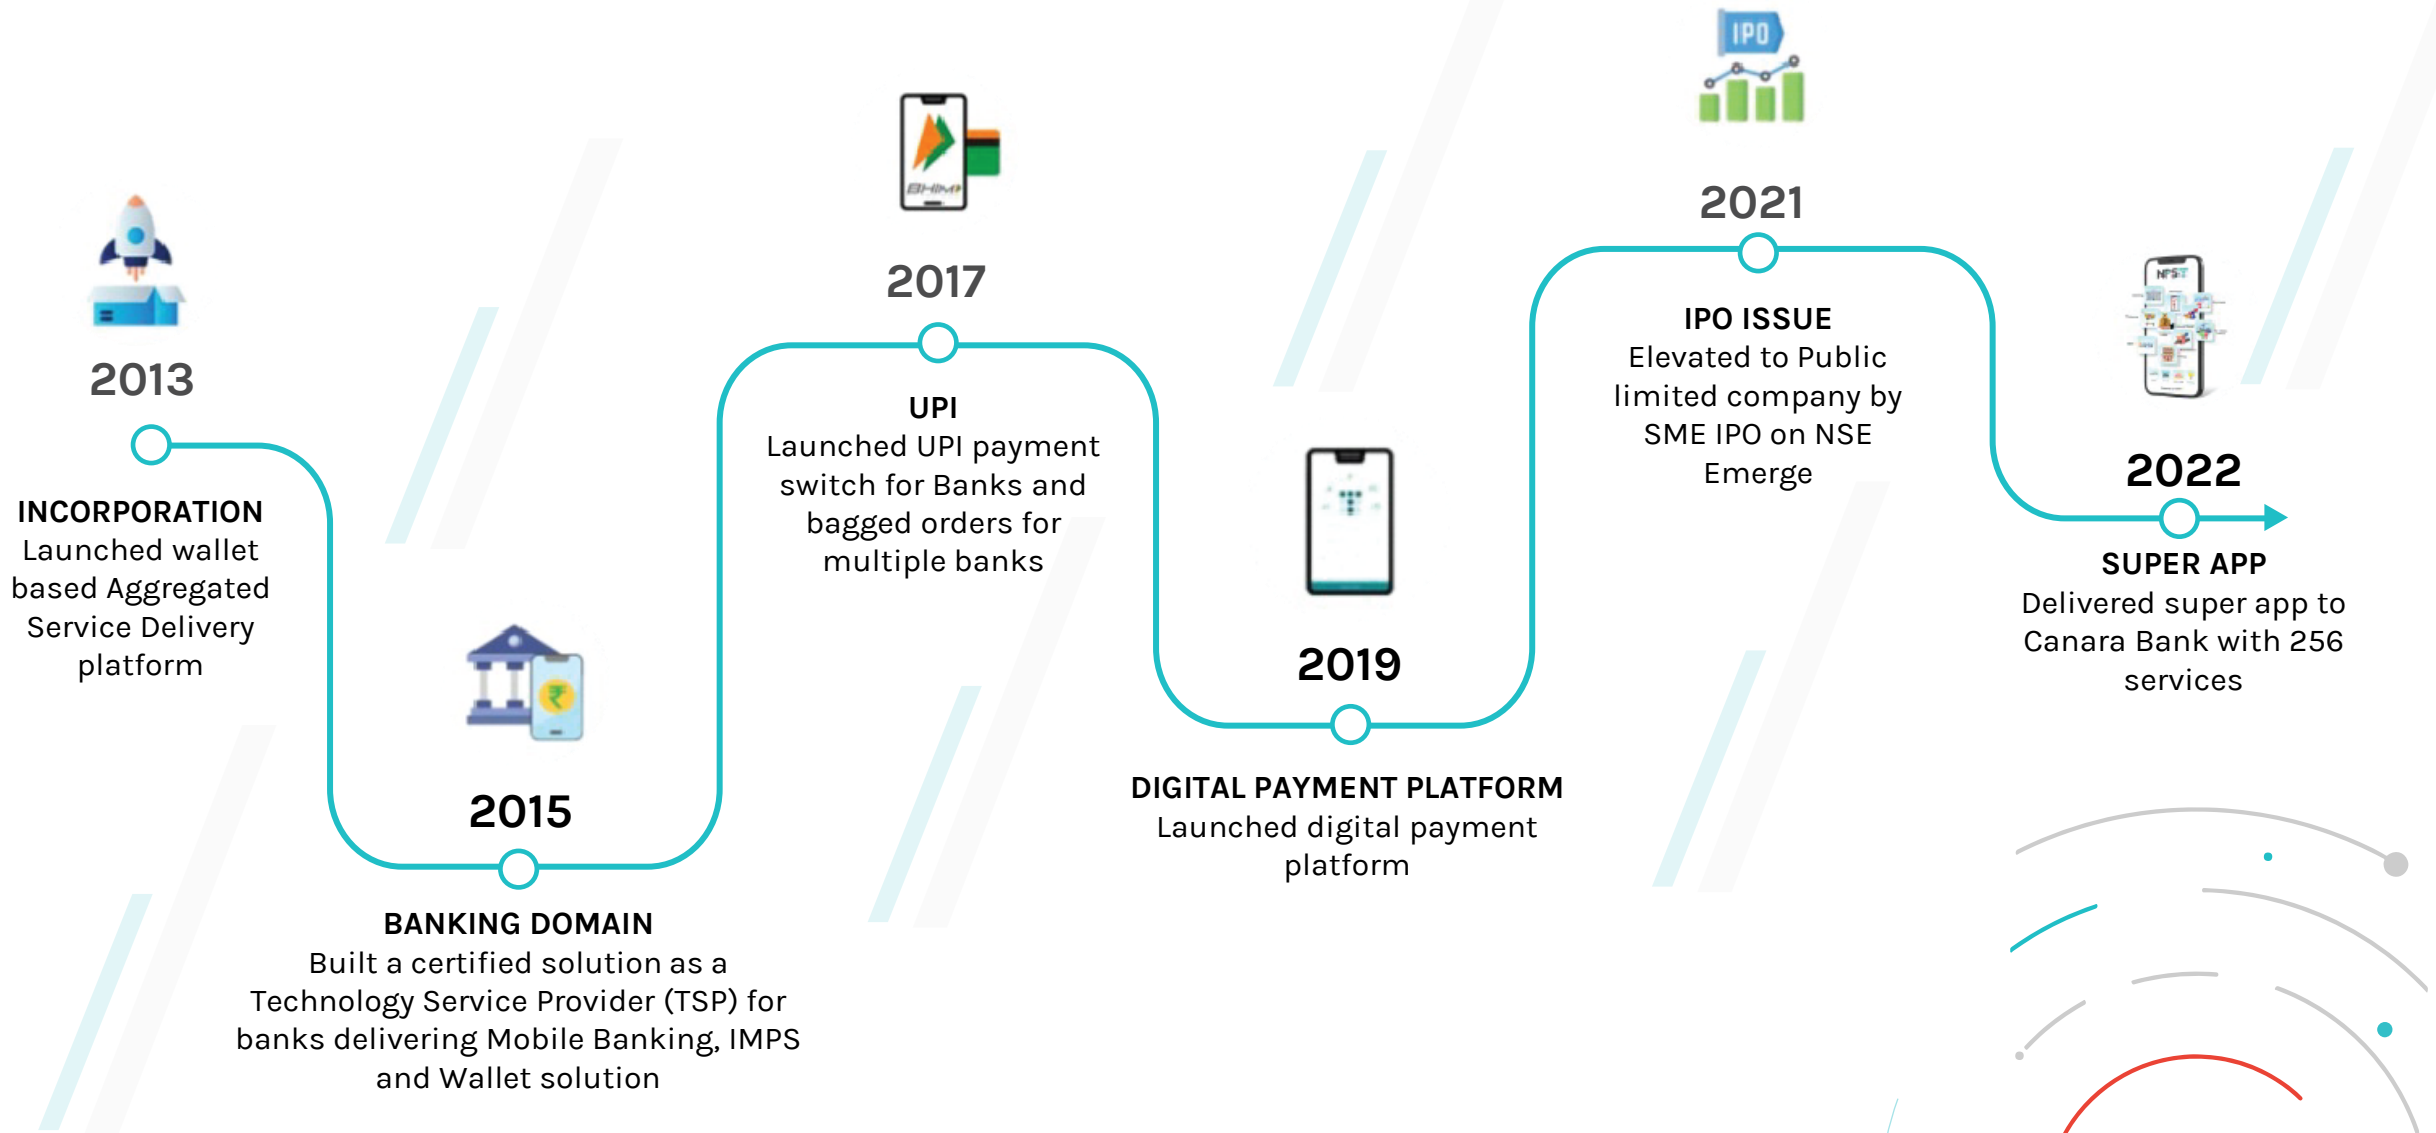 2013
INCORPORATION
Launched wallet
based Aggregated
Service Delivery
platform
2015
BANKING DOMAIN
Built a certified solution as a
Technology Service Provider (TSP) for
banks delivering Mobile Banking, IMPS
and Wallet solution
BHIM
2017
UPI
Launched UPI payment
switch for Banks and
bagged orders for
multiple banks
2019
DIGITAL PAYMENT PLATFORM
Launched digital payment
platform
IPO
2021
IPO ISSUE
Elevated to Public
limited company by
SME IPO on NSE
Emerge
2022
SUPER APP
Delivered super app to
Canara Bank with 256
services